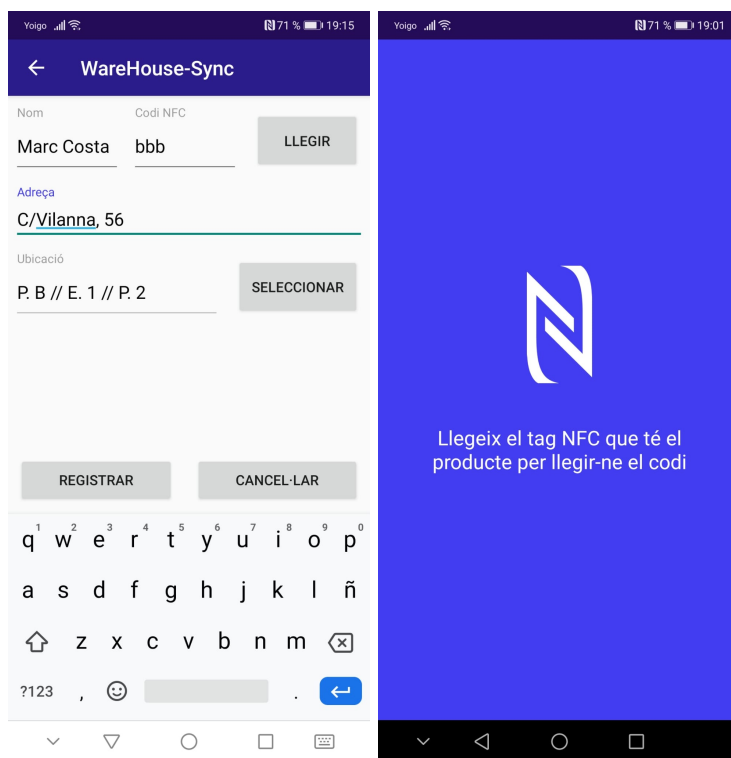 Yoigo 71 % 19:15
WareHouse-Sync
Nom Codi NFC
Marc Costa bbb LLEGIR
Adreça
C/Vilanna, 56
Ubicació
P. B // E. 1 // P. 2 SELECCIONAR
REGISTRAR CANCEL·LAR
1 2 3 4 5 6 7 8 9 0
q w e r t y u i o p
a s d f g h j k l ñ
z x c v b n m
?123 , .
Yoigo 71 % 19:01
Llegeix el tag NFC que té el
producte per llegir-ne el codi